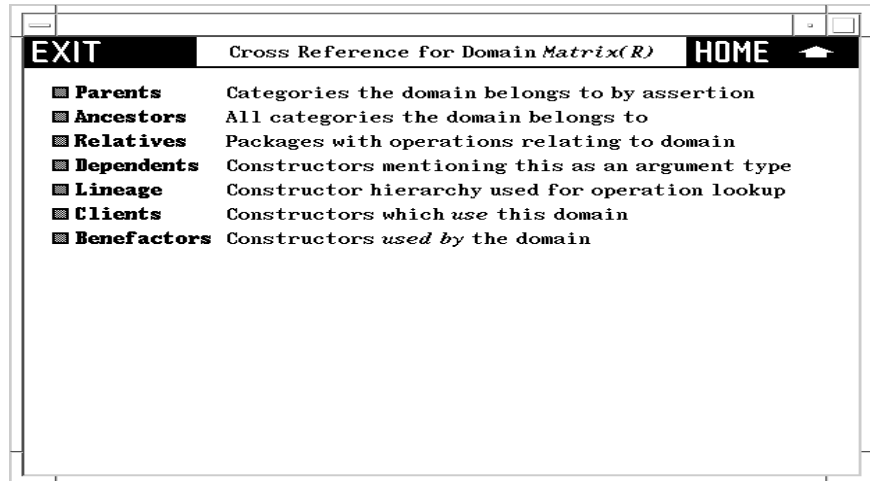 EXIT Cross Reference for Domain Matrix(R) HOME
Parents Categories the domain belongs to by assertion
Ancestors All categories the domain belongs to
Relatives Packages with operations relating to domain
Dependents Constructors mentioning this as an argument type
Lineage Constructor hierarchy used for operation lookup
Clients Constructors which use this domain
Benefactors Constructors used by the domain